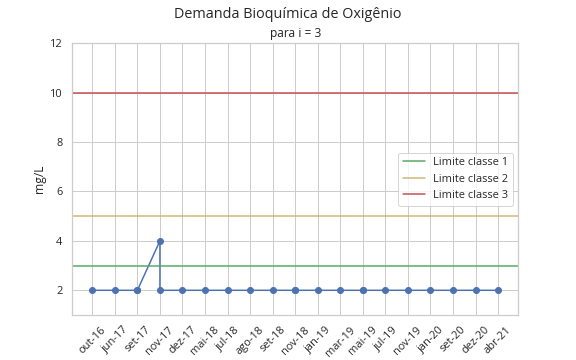 Demanda Bioquímica de Oxigênio
para i = 3
12
10
8
6
4
2
mg/L
Limite classe 1
Limite classe 2
Limite classe 3
out-16
jun-17
set-17
nov-17
dez-17
mai-18
jul-18
ago-18
set-18
nov-18
jan-19
mar-19
mai-19
jul-19
nov-19
jan-20
set-20
dez-20
abr-21